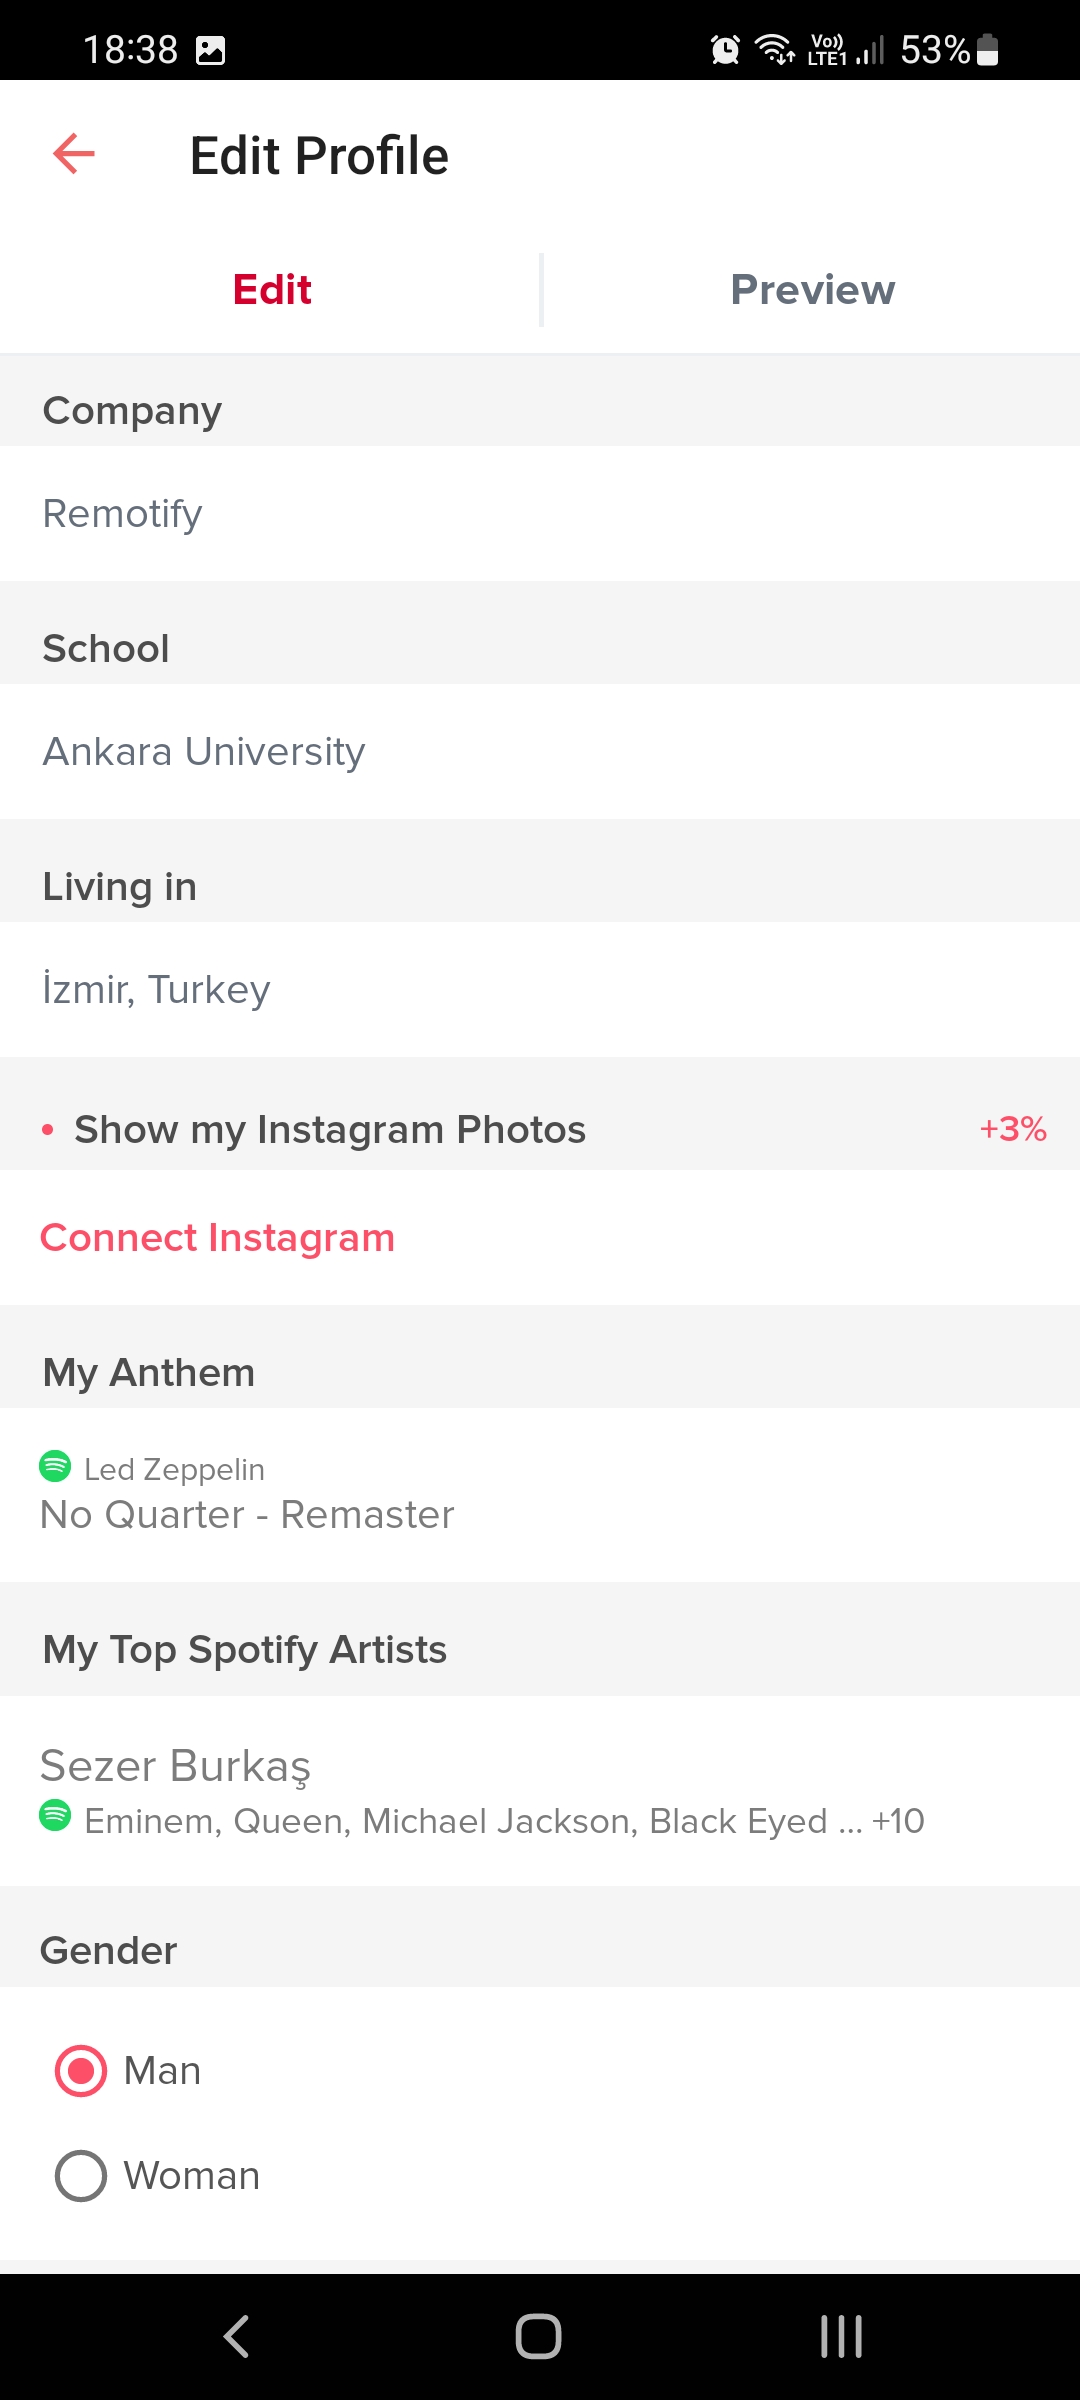 18:38
Vo)) LTE1 53%
Edit Profile
Edit
Preview
Company
Remotify
School
Ankara University
Living in
İzmir, Turkey
• Show my Instagram Photos +3%
Connect Instagram
My Anthem
Led Zeppelin
No Quarter - Remaster
My Top Spotify Artists
Sezer Burkaş
Eminem, Queen, Michael Jackson, Black Eyed ... +10
Gender
Man
Woman